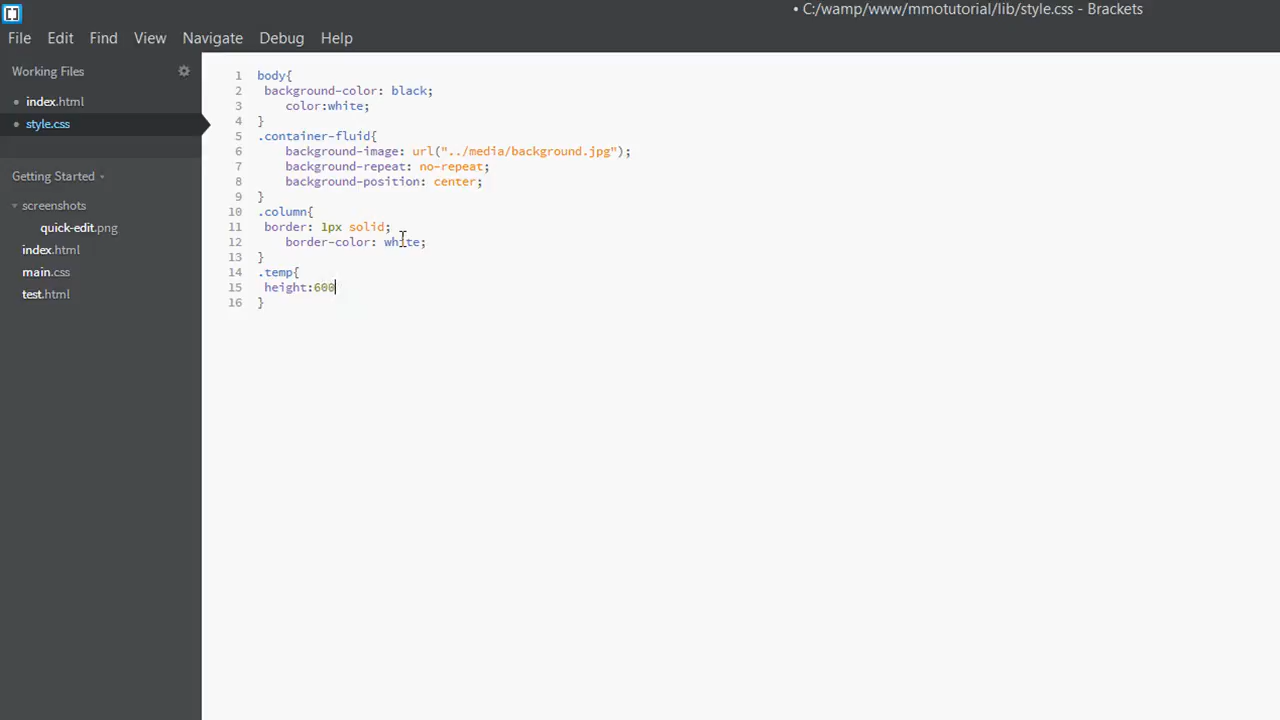 • C:/wamp/www/mmotutorial/lib/style.css - Brackets
File Edit Find View Navigate Debug Help
Working Files
• index.html
• style.css
Getting Started
screenshots
quick-edit.png
index.html
main.css
test.html
1 body{
2 background-color: black;
3 color:white;
4 }
5 .container-fluid{
6 background-image: url("../media/background.jpg");
7 background-repeat: no-repeat;
8 background-position: center;
9 }
10 .column{
11 border: 1px solid;
12 border-color: white;
13 }
14 .temp{
15 height:600
16 }